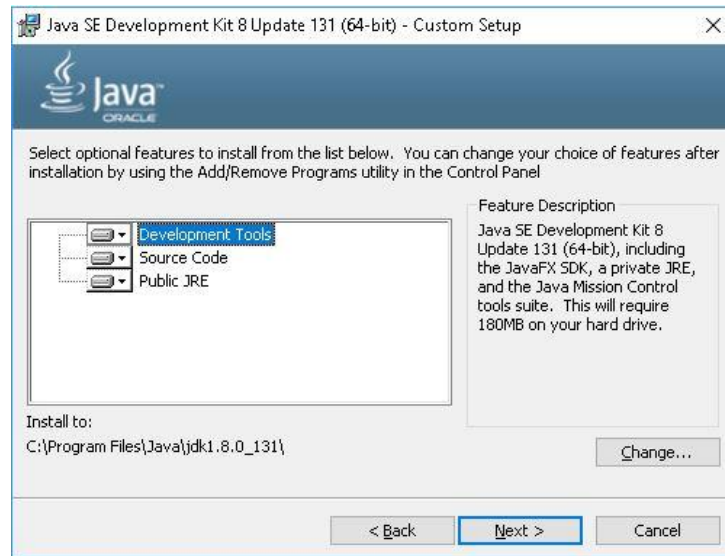 Java SE Development Kit 8 Update 131 (64-bit) - Custom Setup
Java
ORACLE
Select optional features to install from the list below. You can change your choice of features after
installation by using the Add/Remove Programs utility in the Control Panel
Development Tools
Source Code
Public JRE
Feature Description
Java SE Development Kit 8
Update 131 (64-bit), including
the JavaFX SDK, a private JRE,
and the Java Mission Control
tools suite. This will require
180MB on your hard drive.
Install to:
C:\Program Files\Java\jdk1.8.0_131\
Change...
< Back
Next >
Cancel